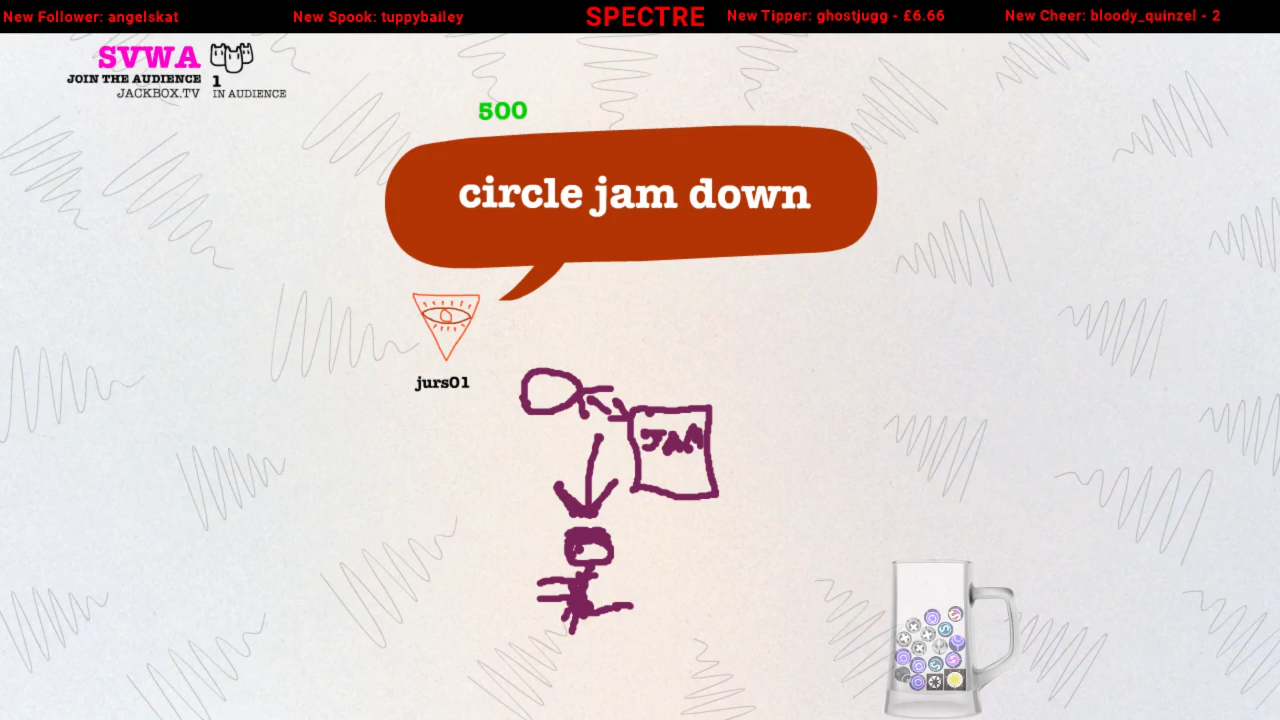 New Follower: angelskat
New Spook: tuppybailey
SPECTRE
New Tipper: ghostjugg - £6.66
New Cheer: bloody_quinzel - 2
SVWA
JOIN THE AUDIENCE
JACKBOX.TV
1
IN AUDIENCE
500
circle jam down
jurs01
JAM